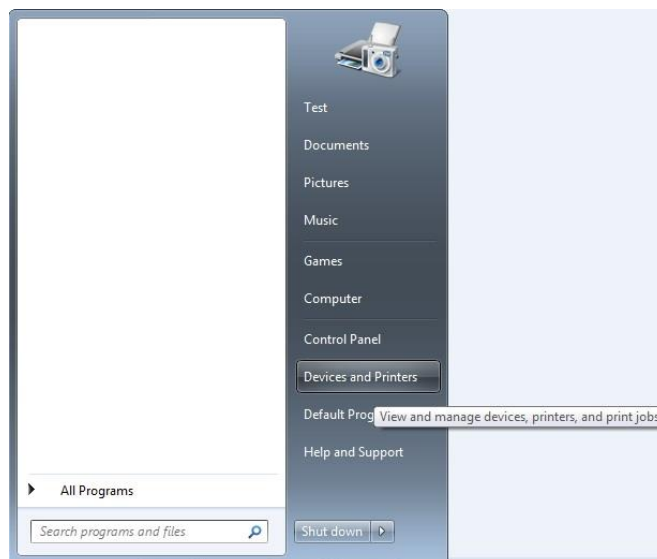 Test
Documents
Pictures
Music
Games
Computer
Control Panel
Devices and Printers
Default Prog
View and manage devices, printers, and print jobs
Help and Support
All Programs
Search programs and files
Shut down